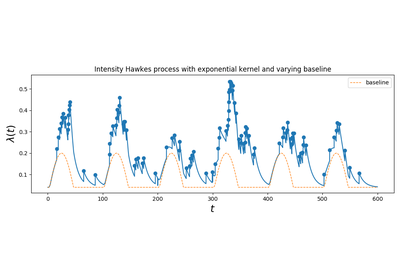 Intensity Hawkes process with exponential kernel and varying baseline
baseline
0.5
0.4
0.3
0.2
0.1
λ(t)
0 100 200 300 400 500 600
t